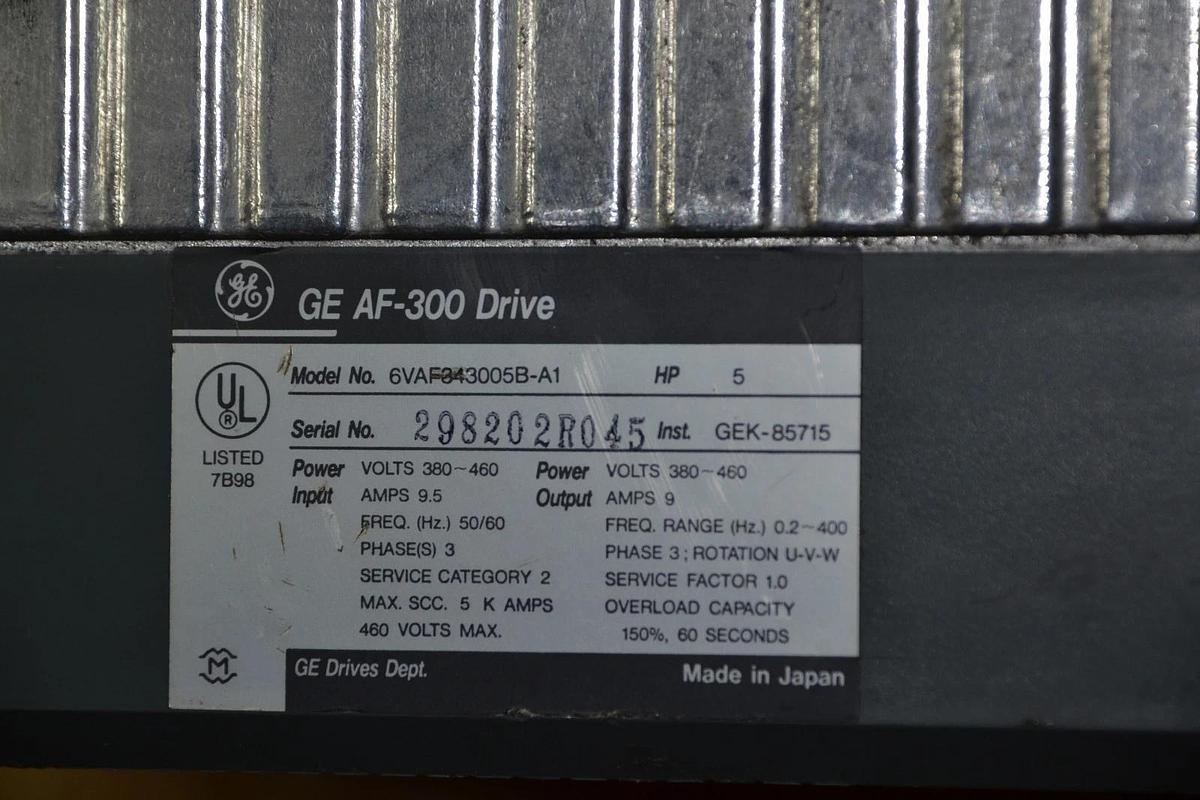 GE
GE AF-300 Drive
Model No. 6VAF343005B-A1 HP 5
UL
®
LISTED
7B98
Serial No. 298202R045 Inst. GEK-85715
Power Input VOLTS 380~460
AMPS 9.5
FREQ. (Hz.) 50/60
PHASE(S) 3
SERVICE CATEGORY 2
MAX. SCC. 5 K AMPS
460 VOLTS MAX.
Power Output VOLTS 380~460
AMPS 9
FREQ. RANGE (Hz.) 0.2~400
PHASE 3; ROTATION U-V-W
SERVICE FACTOR 1.0
OVERLOAD CAPACITY
150%, 60 SECONDS
M
GE Drives Dept.
Made in Japan